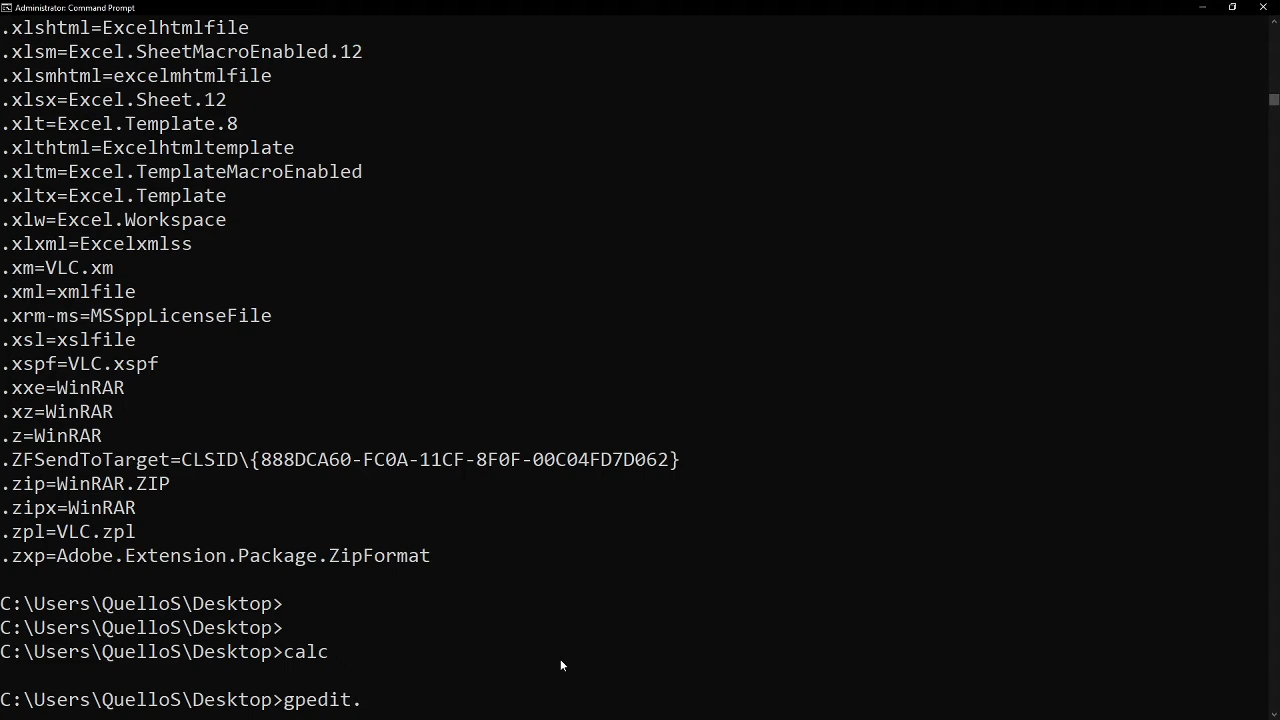 Administrator: Command Prompt
.xlshtml=Excelhtmlfile
.xlsm=Excel.SheetMacroEnabled.12
.xlsmhtml=excelmhtmlfile
.xlsx=Excel.Sheet.12
.xlt=Excel.Template.8
.xlthtml=Excelhtmltemplate
.xltm=Excel.TemplateMacroEnabled
.xltx=Excel.Template
.xlw=Excel.Workspace
.xlxml=Excelxmlss
.xm=VLC.xm
.xml=xmlfile
.xrm-ms=MSSppLicenseFile
.xsl=xslfile
.xspf=VLC.xspf
.xxe=WinRAR
.xz=WinRAR
.z=WinRAR
.ZFSendToTarget=CLSID\{888DCA60-FC0A-11CF-8F0F-00C04FD7D062}
.zip=WinRAR.ZIP
.zipx=WinRAR
.zpl=VLC.zpl
.zxp=Adobe.Extension.Package.ZipFormat
C:\Users\QuelloS\Desktop>
C:\Users\QuelloS\Desktop>
C:\Users\QuelloS\Desktop>calc
C:\Users\QuelloS\Desktop>gpedit.